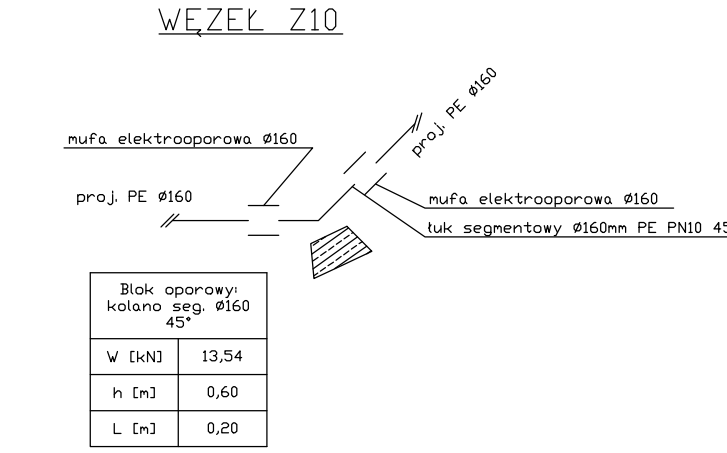 WĘZEŁ Z10
proj. PE Ø160
mufa elektrooporowa Ø160
proj. PE Ø160
mufa elektrooporowa Ø160
łuk segmentowy Ø160mm PE PN10 45
Blok oporowy:
kolano seg. Ø160
45°
W [kN] 13,54
h [m] 0,60
L [m] 0,20